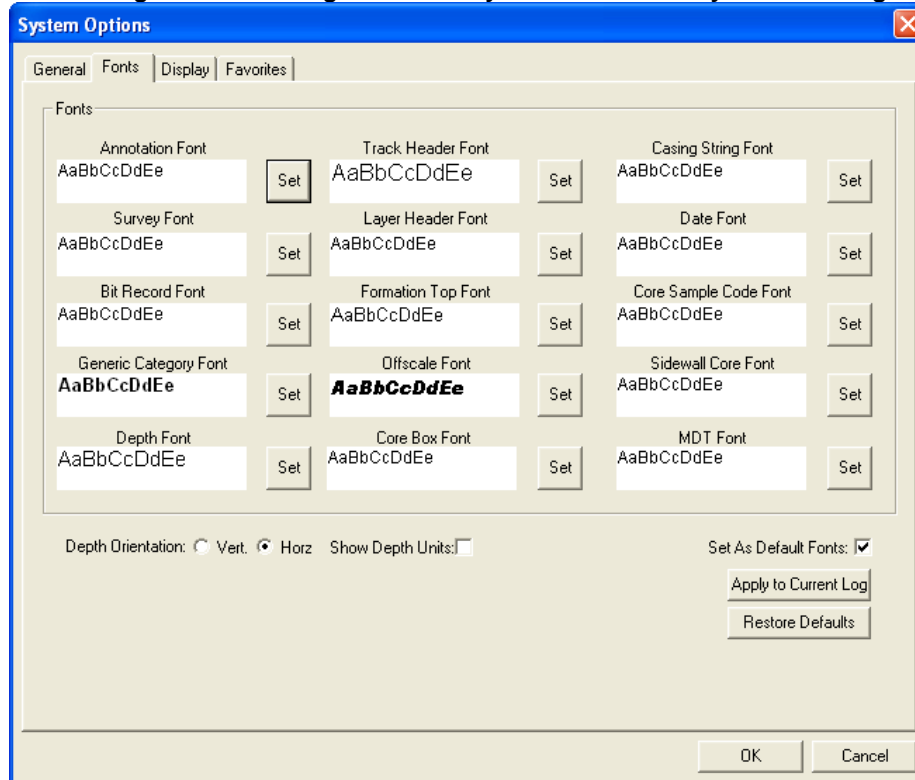 System Options
General Fonts Display Favorites
Fonts
Annotation Font Track Header Font Casing String Font
AaBbCcDdEe Set AaBbCcDdEe Set AaBbCcDdEe Set
Survey Font Layer Header Font Date Font
AaBbCcDdEe Set AaBbCcDdEe Set AaBbCcDdEe Set
Bit Record Font Formation Top Font Core Sample Code Font
AaBbCcDdEe Set AaBbCcDdEe Set AaBbCcDdEe Set
Generic Category Font Offscale Font Sidewall Core Font
AaBbCcDdEe Set AaBbCcDdEe Set AaBbCcDdEe Set
Depth Font Core Box Font MDT Font
AaBbCcDdEe Set AaBbCcDdEe Set AaBbCcDdEe Set
Depth Orientation: Vert. Horz Show Depth Units: Set As Default Fonts:
Apply to Current Log
Restore Defaults
OK Cancel